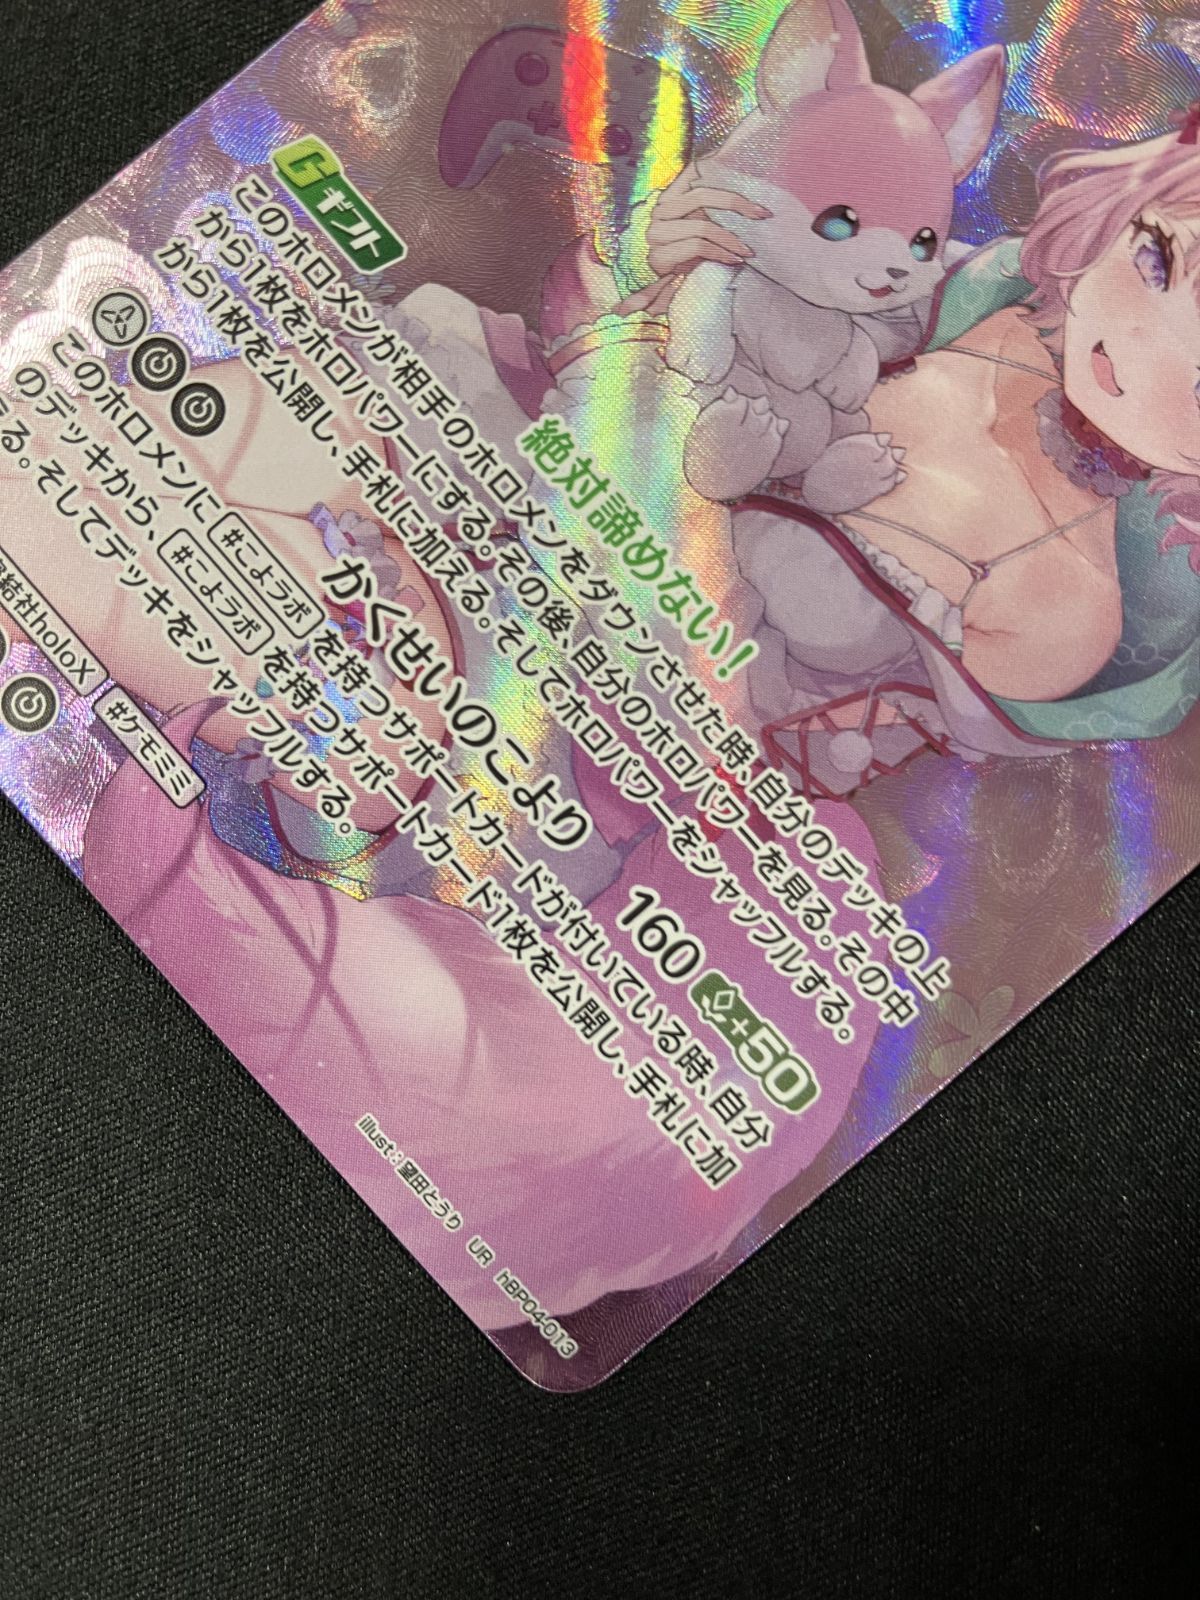 G ギフト 絶対諦めない！
このホロメンが相手のホロメンをダウンさせた時、自分のデッキの上
から1枚をホロパワーにする。その後、自分のホロパワーを見る。その中
から1枚を公開し、手札に加える。そしてホロパワーをシャッフルする。
かくせいのこより 160 +50
このホロメンに #こよラボ を持つサポートカードが付いている時、自分
のデッキから、#こよラボ を持つサポートカード1枚を公開し、手札に加
える。そしてデッキをシャッフルする。
結社holoX #ケモミミ
illust：望田とうり UR hBP04-013